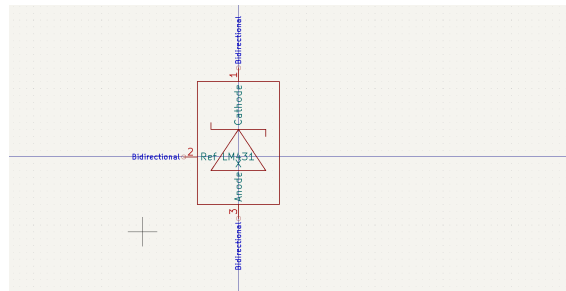 Bidirectional
1
Cathode
Bidirectional
2
Ref
LM431
Anode
3
Bidirectional